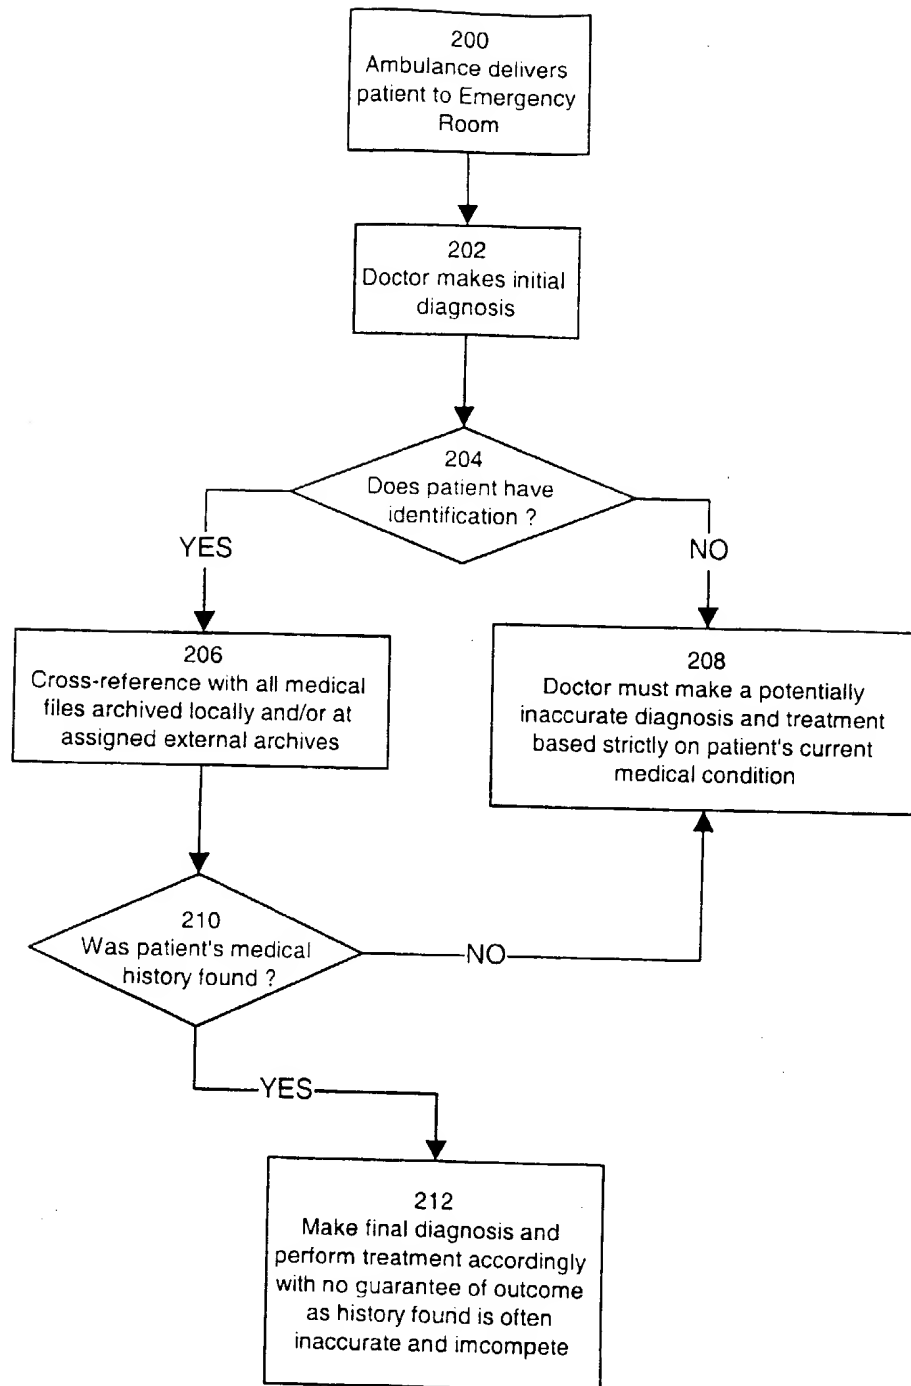 200
Ambulance delivers
patient to Emergency
Room
202
Doctor makes initial
diagnosis
204
Does patient have
identification ?
YES
NO
206
Cross-reference with all medical
files archived locally and/or at
assigned external archives
208
Doctor must make a potentially
inaccurate diagnosis and treatment
based strictly on patient's current
medical condition
210
Was patient's medical
history found ?
NO
YES
212
Make final diagnosis and
perform treatment accordingly
with no guarantee of outcome
as history found is often
inaccurate and imcompete